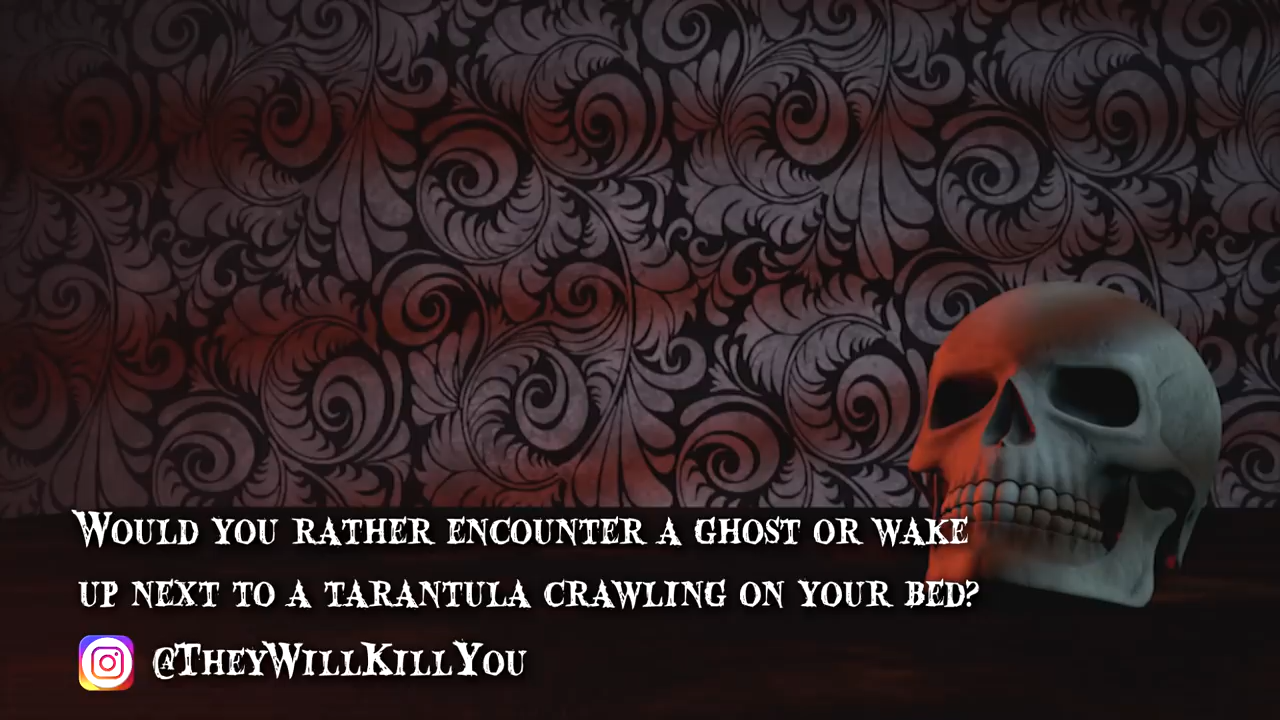 Would you rather encounter a ghost or wake
up next to a tarantula crawling on your bed?
@TheyWillKillYou